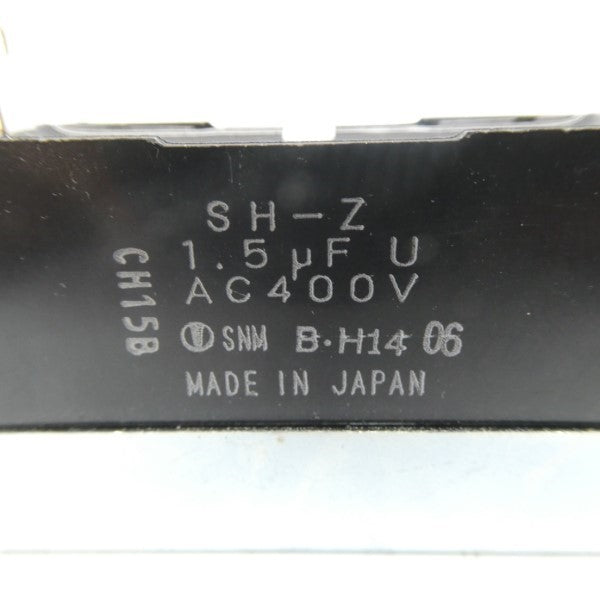 SH-Z
1.5µF U
AC400V
SNM B·H14 06
MADE IN JAPAN
CH15B